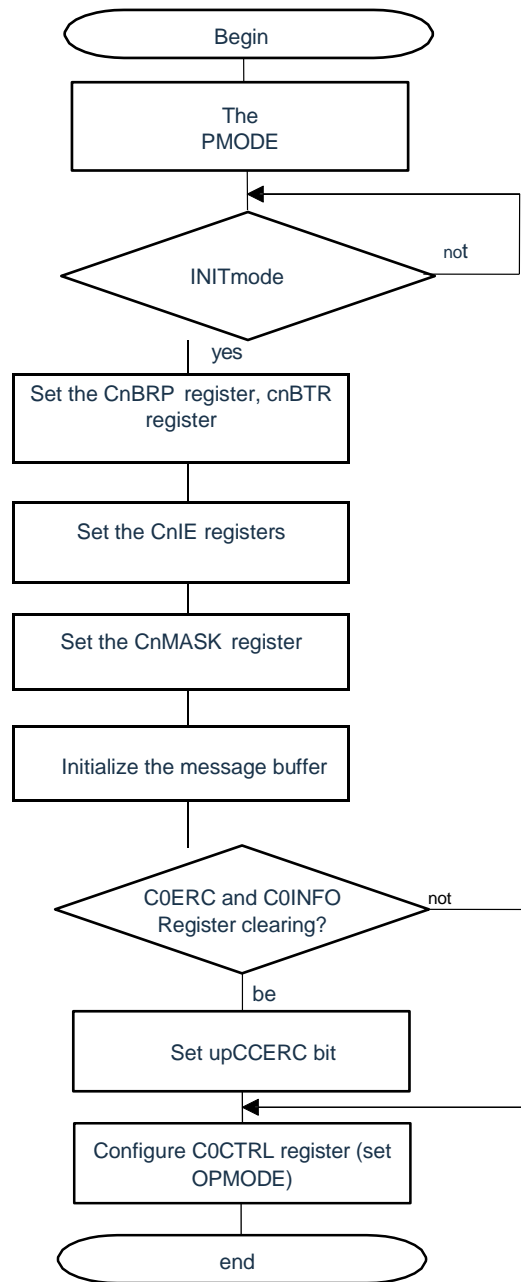 Begin
The
PMODE
INITmode
not
yes
Set the CnBRP register, cnBTR
register
Set the CnIE registers
Set the CnMASK register
Initialize the message buffer
C0ERC and C0INFO
Register clearing?
not
be
Set upCCERC bit
Configure C0CTRL register (set
OPMODE)
end